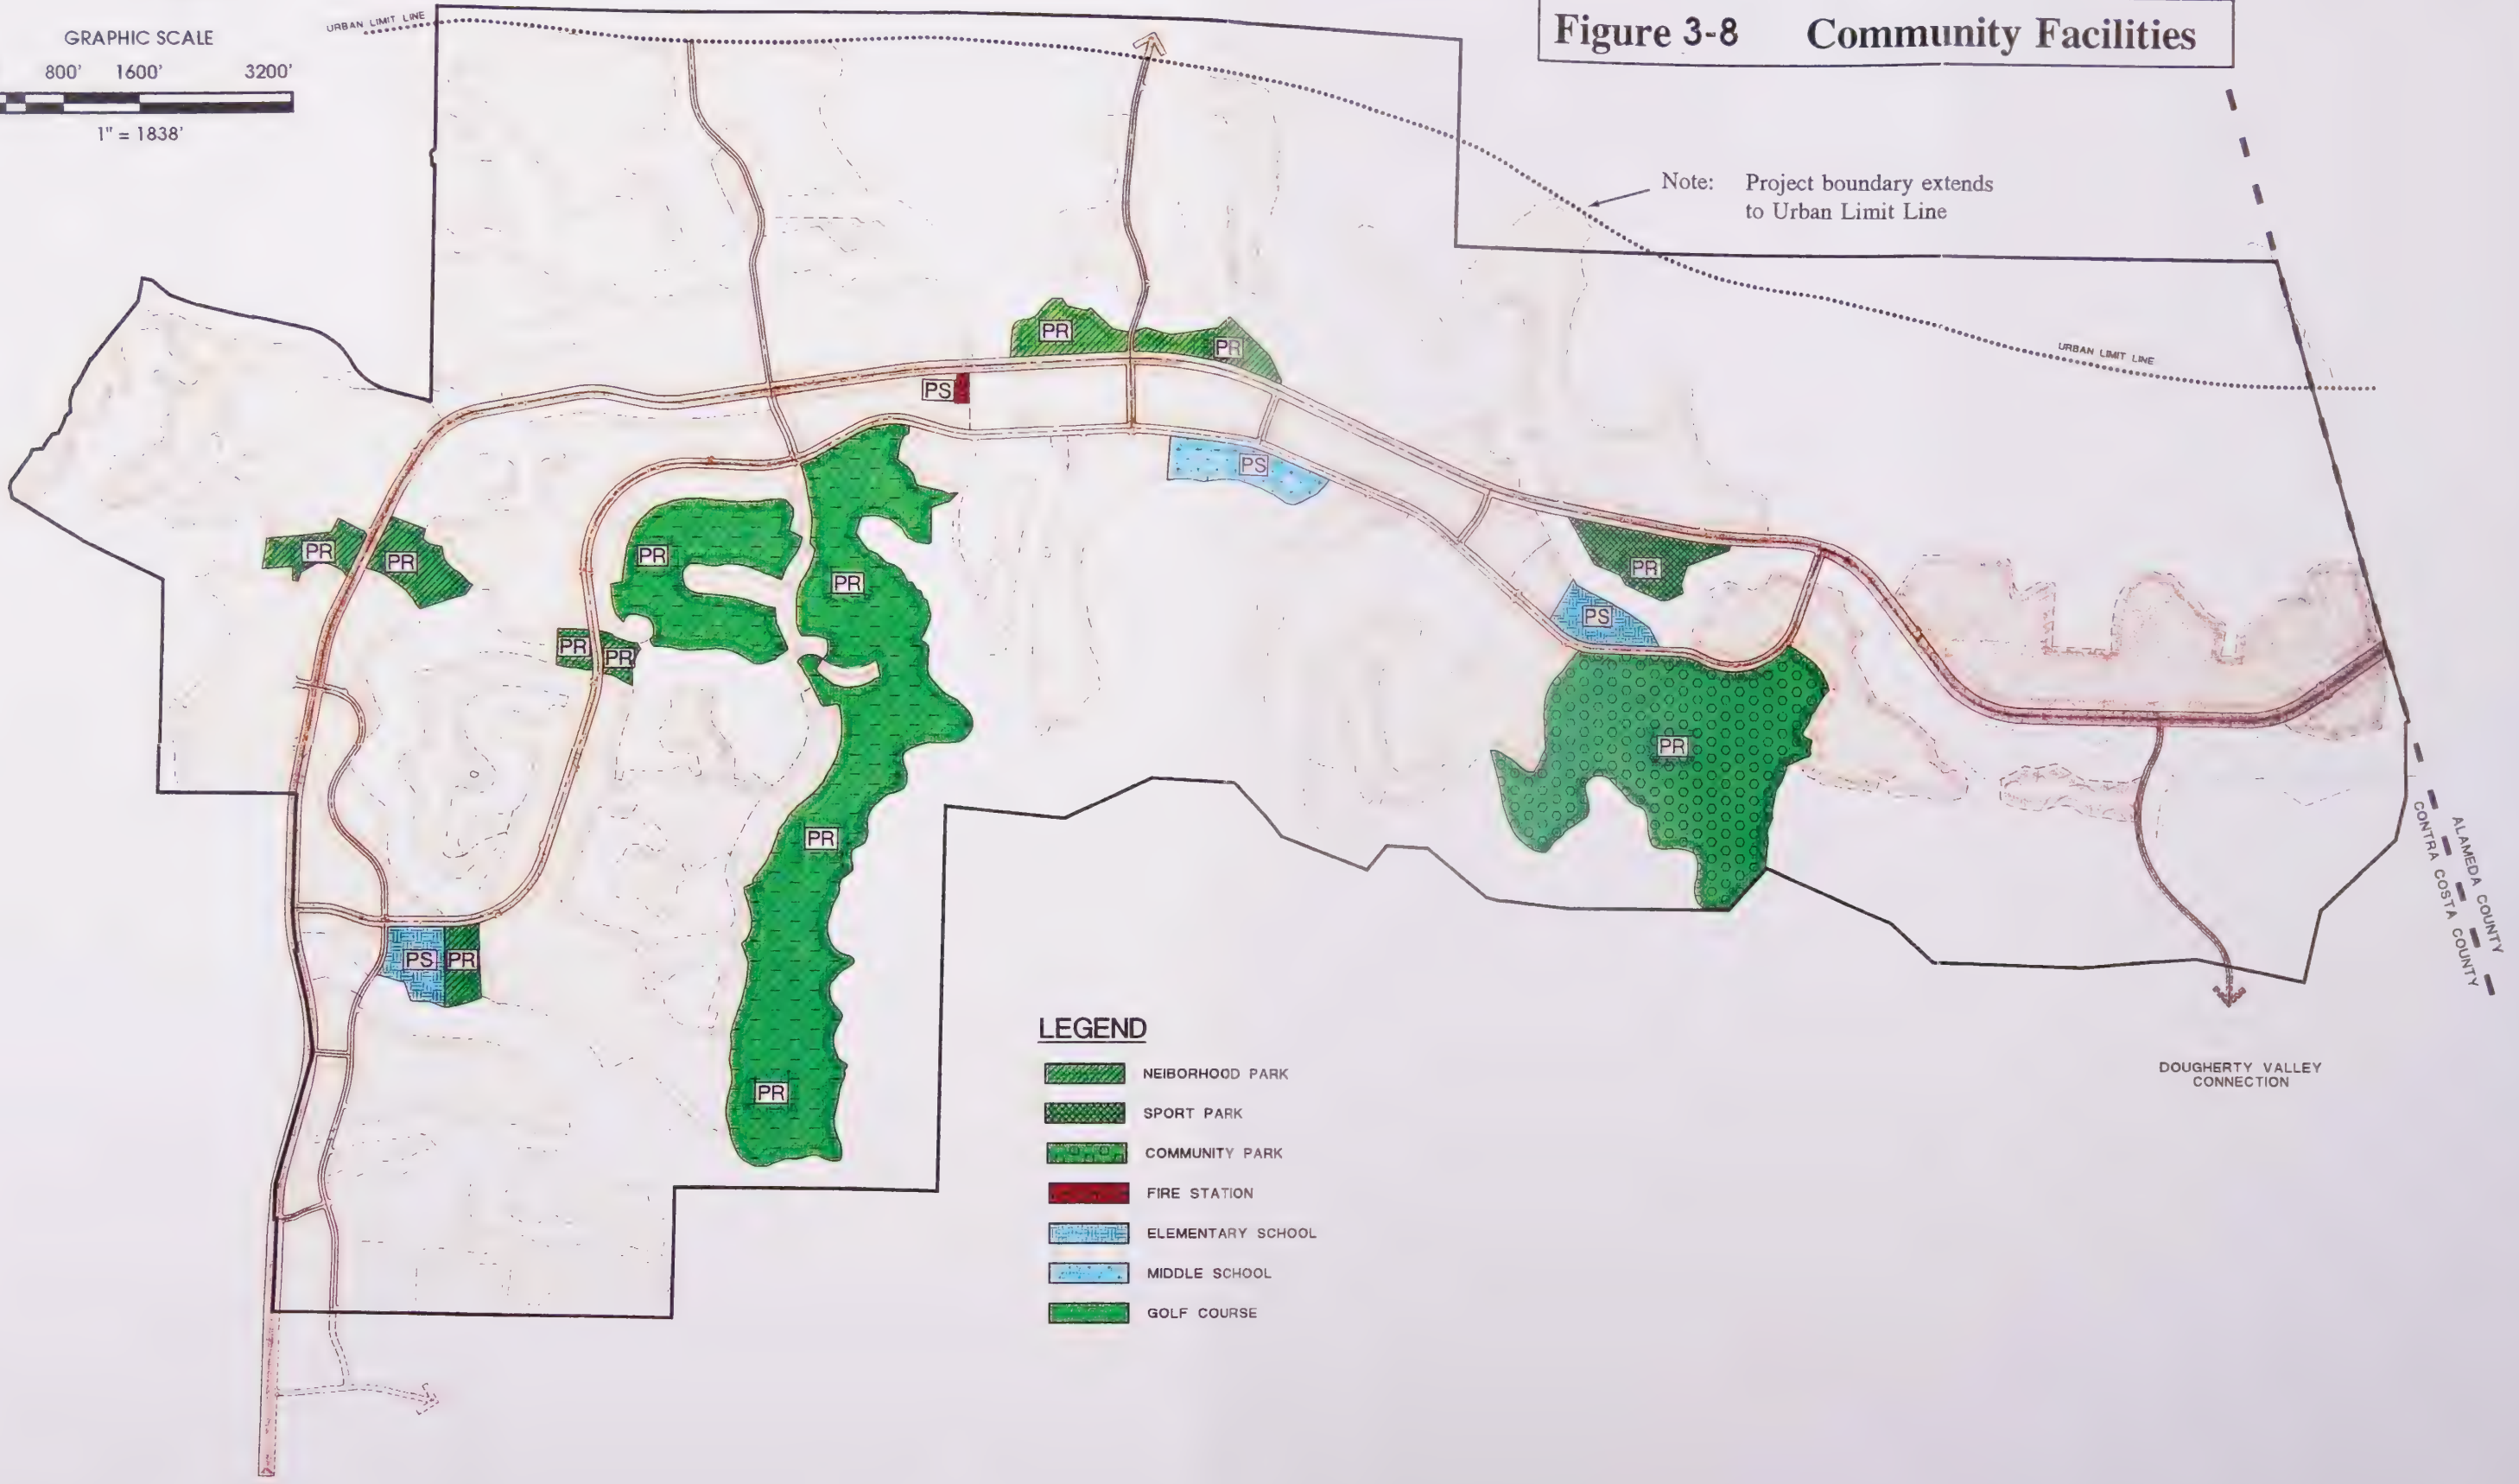 Figure 3-8 Community Facilities
URBAN LIMIT LINE
GRAPHIC SCALE
800' 1600' 3200'
1" = 1838'
Note: Project boundary extends
to Urban Limit Line
URBAN LIMIT LINE
PR
PR
PS
PS
PR
PR
PR
PR
PR
PS
PR
PR
PR
PR
PS
PR
PR
ALAMEDA COUNTY
CONTRA COSTA COUNTY
DOUGHERTY VALLEY
CONNECTION
LEGEND
NEIBORHOOD PARK
SPORT PARK
COMMUNITY PARK
FIRE STATION
ELEMENTARY SCHOOL
MIDDLE SCHOOL
GOLF COURSE